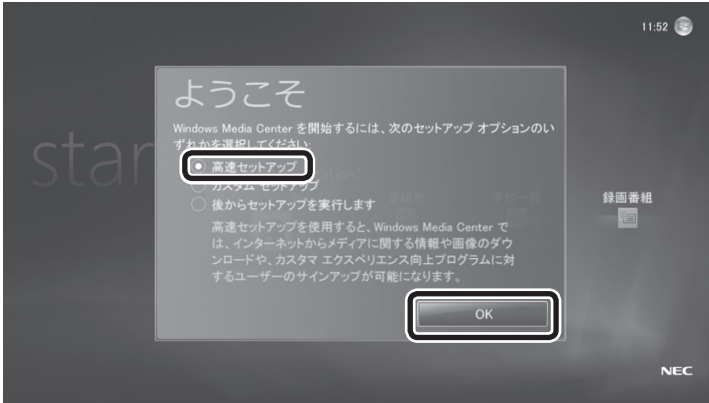 11:52
ようこそ
Windows Media Center を開始するには、次のセットアップ オプションのい
ずれかを選択してください:
高速セットアップ
カスタム セットアップ
後からセットアップを実行します
高速セットアップを使用すると、Windows Media Center で
は、インターネットからメディアに関する情報や画像のダウ
ンロードや、カスタマ エクスペリエンス向上プログラムに対
するユーザーのサインアップが可能になります。
OK
star
予約一覧
録画番組
NEC